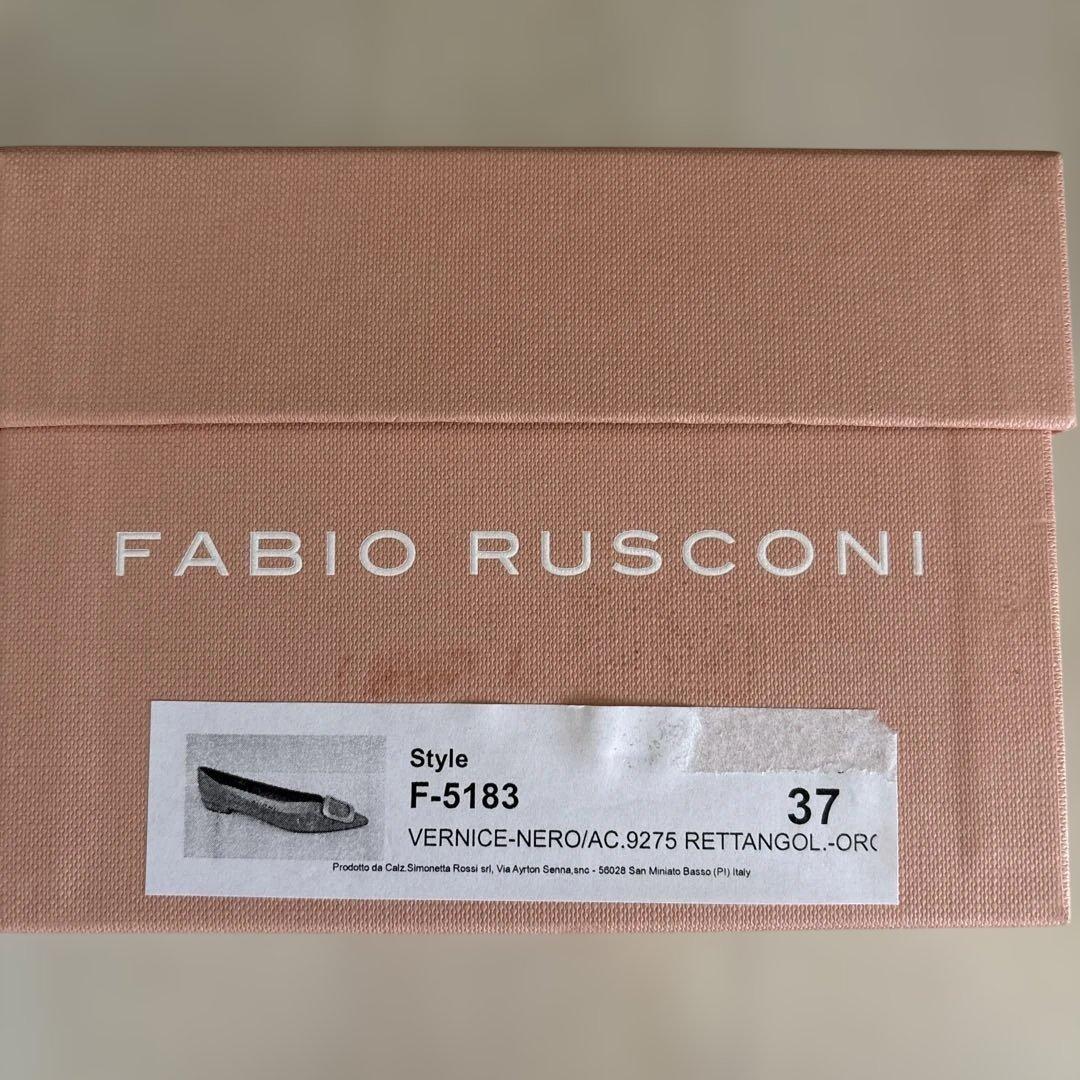 FABIO RUSCONI
Style
F-5183
37
VERNICE-NERO/AC.9275 RETTANGOL.-ORO
Prodotto da Calz.Simonetta Rossi srl, Via Ayrton Senna,snc - 56028 San Miniato Basso (PI) Italy